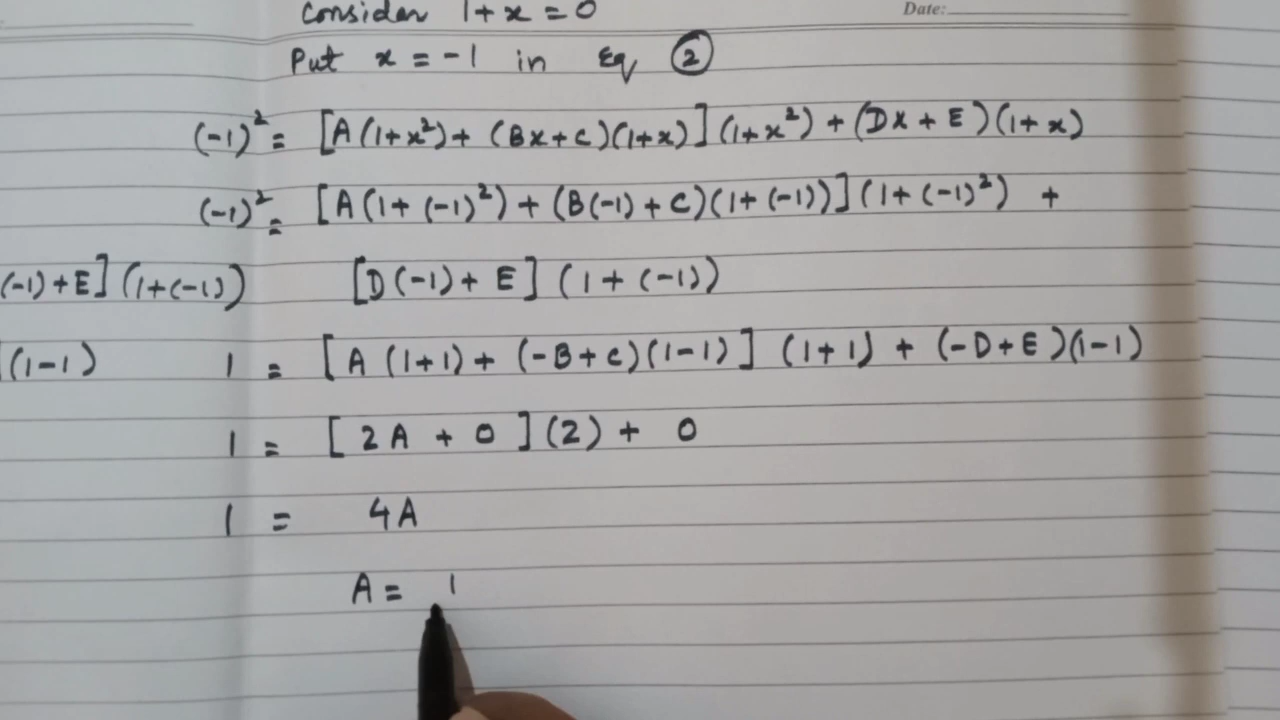 Consider 1 + x = 0
Date:
Put x = -1 in Eq ②
(-1)² = [A(1+x²) + (Bx+C)(1+x)](1+x²) + (Dx + E)(1+x)
(-1)² = [A(1+(-1)²) + (B(-1) + C)(1+(-1))](1+(-1)²) +
(-1)+E](1+(-1)) [D(-1) + E](1+(-1))
(1-1) 1 = [A(1+1) + (-B+C)(1-1)](1+1) + (-D+E)(1-1)
1 = [2A + 0](2) + 0
1 = 4A
A = 1